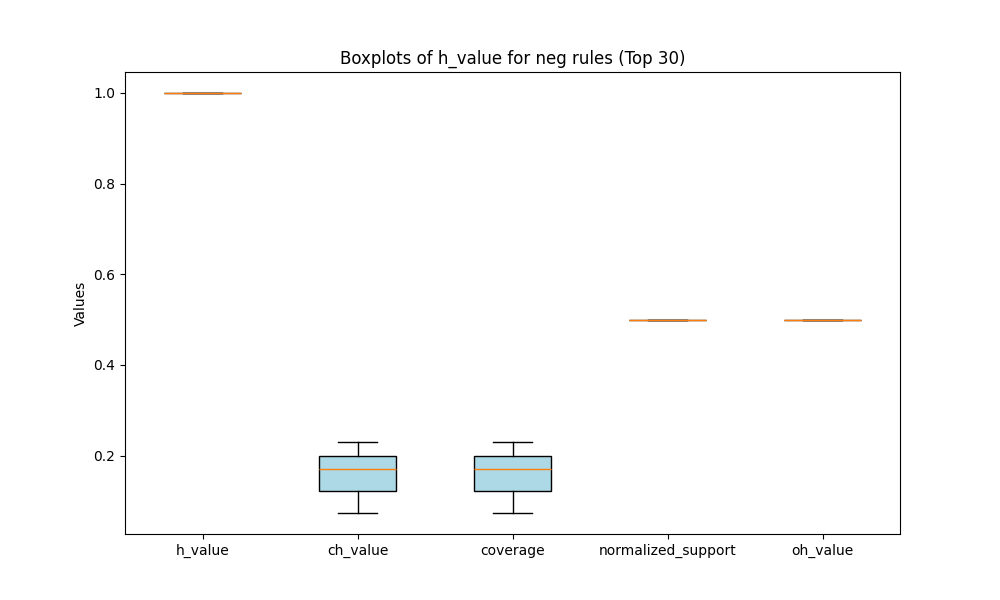 Boxplots of h_value for neg rules (Top 30)
1.0
0.8
0.6
0.4
0.2
Values
h_value
ch_value
coverage
normalized_support
oh_value